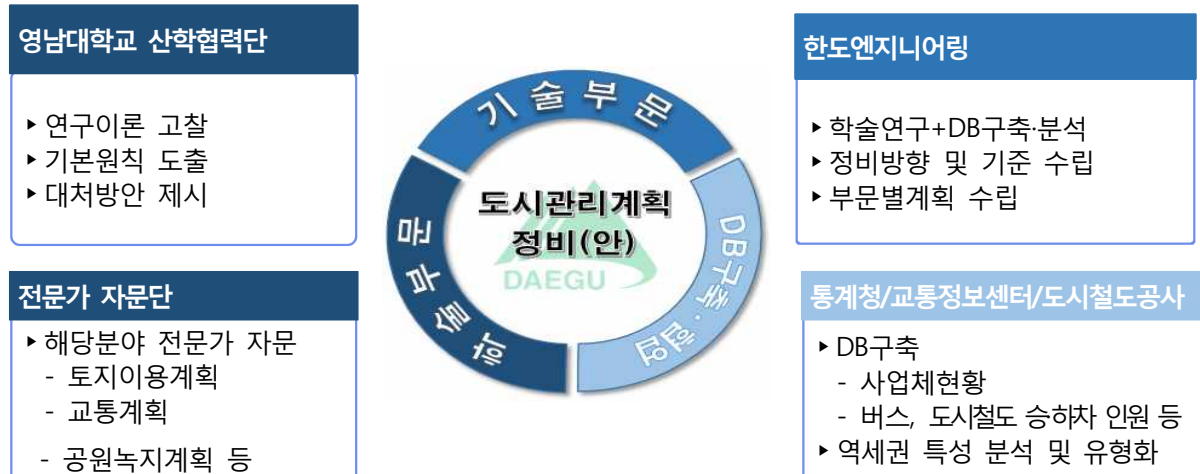 영남대학교 산학협력단
▸연구이론 고찰
▸기본원칙 도출
▸대처방안 제시
전문가 자문단
▸해당분야 전문가 자문
- 토지이용계획
- 교통계획
- 공원녹지계획 등
기술부문
학술부문
DB구축·협업
도시관리계획
정비(안)
DAEGU
한도엔지니어링
▸학술연구+DB구축·분석
▸정비방향 및 기준 수립
▸부문별계획 수립
통계청/교통정보센터/도시철도공사
▸DB구축
- 사업체현황
- 버스, 도시철도 승하차 인원 등
▸역세권 특성 분석 및 유형화